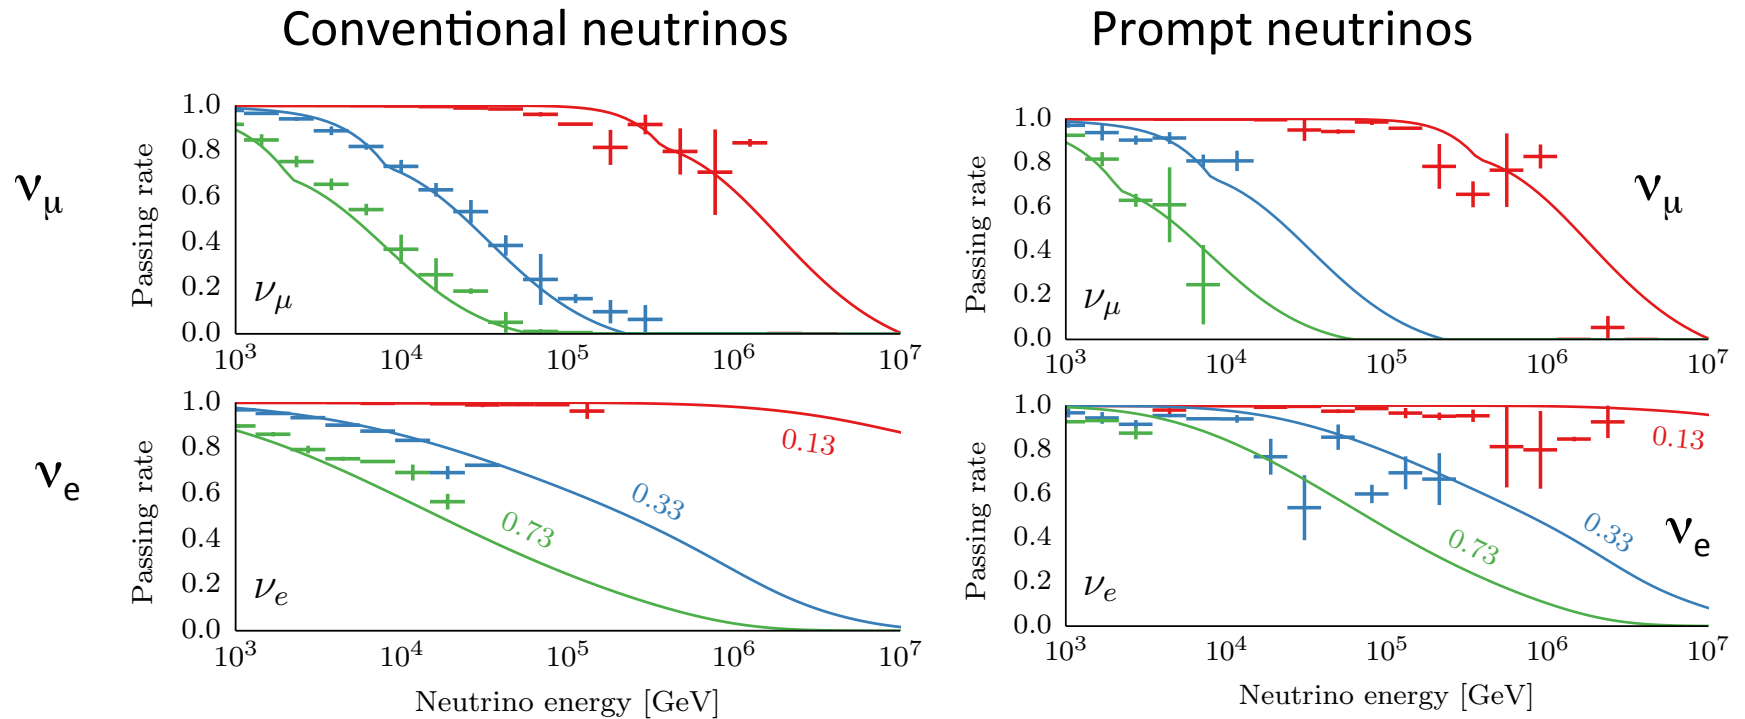 Conventional neutrinos
Prompt neutrinos
νμ
Passing rate
1.0
0.8
0.6
0.4
0.2
0.0
νμ
10³ 10⁴ 10⁵ 10⁶ 10⁷
Passing rate
1.0
0.8
0.6
0.4
0.2
0.0
νμ
νμ
10³ 10⁴ 10⁵ 10⁶ 10⁷
νe
Passing rate
1.0
0.8
0.6
0.4
0.2
0.0
0.13
0.33
0.73
νe
10³ 10⁴ 10⁵ 10⁶ 10⁷
Neutrino energy [GeV]
Passing rate
1.0
0.8
0.6
0.4
0.2
0.0
0.13
0.33
0.73
νe
νe
10³ 10⁴ 10⁵ 10⁶ 10⁷
Neutrino energy [GeV]